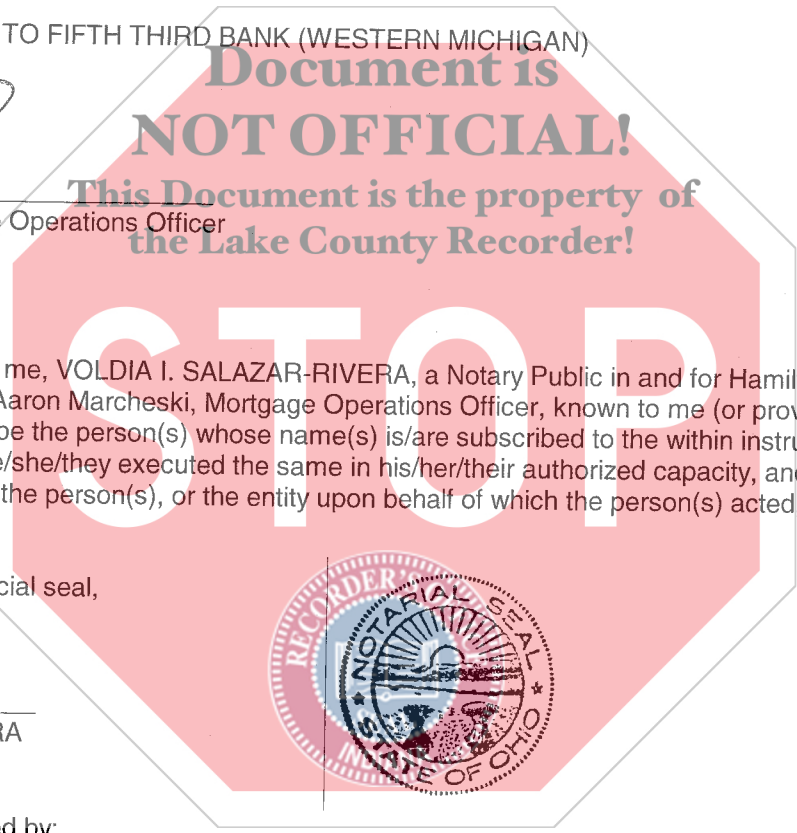 TO FIFTH THIRD BANK (WESTERN MICHIGAN)
Document is
NOT OFFICIAL!
This Document is the property of
Operations Officer
the Lake County Recorder!
STOP
me, VOLDIA I. SALAZAR-RIVERA, a Notary Public in and for Hamil
Aaron Marcheski, Mortgage Operations Officer, known to me (or prov
be the person(s) whose name(s) is/are subscribed to the within instru
e/she/they executed the same in his/her/their authorized capacity, and
the person(s), or the entity upon behalf of which the person(s) acted
cial seal,
RECORDER'S
NOTARIAL SEAL
STATE OF OHIO
RA
ed by: